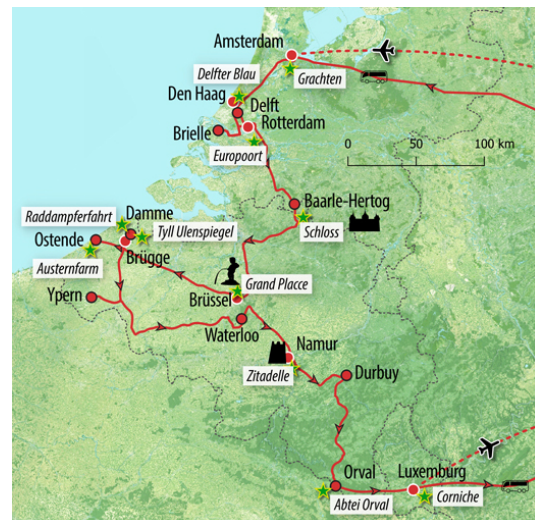 Amsterdam
Delfter Blau
Grachten
Den Haag
Delft
Rotterdam
Brielle
Europoort
0 50 100 km
Baarle-Hertog
Schloss
Raddampferfahrt
Damme
Tyll Ulenspiegel
Ostende
Brügge
Austernfarm
Grand Placce
Ypern
Brüssel
Waterloo
Namur
Zitadelle
Durbuy
Orval
Luxemburg
Abtei Orval
Corniche